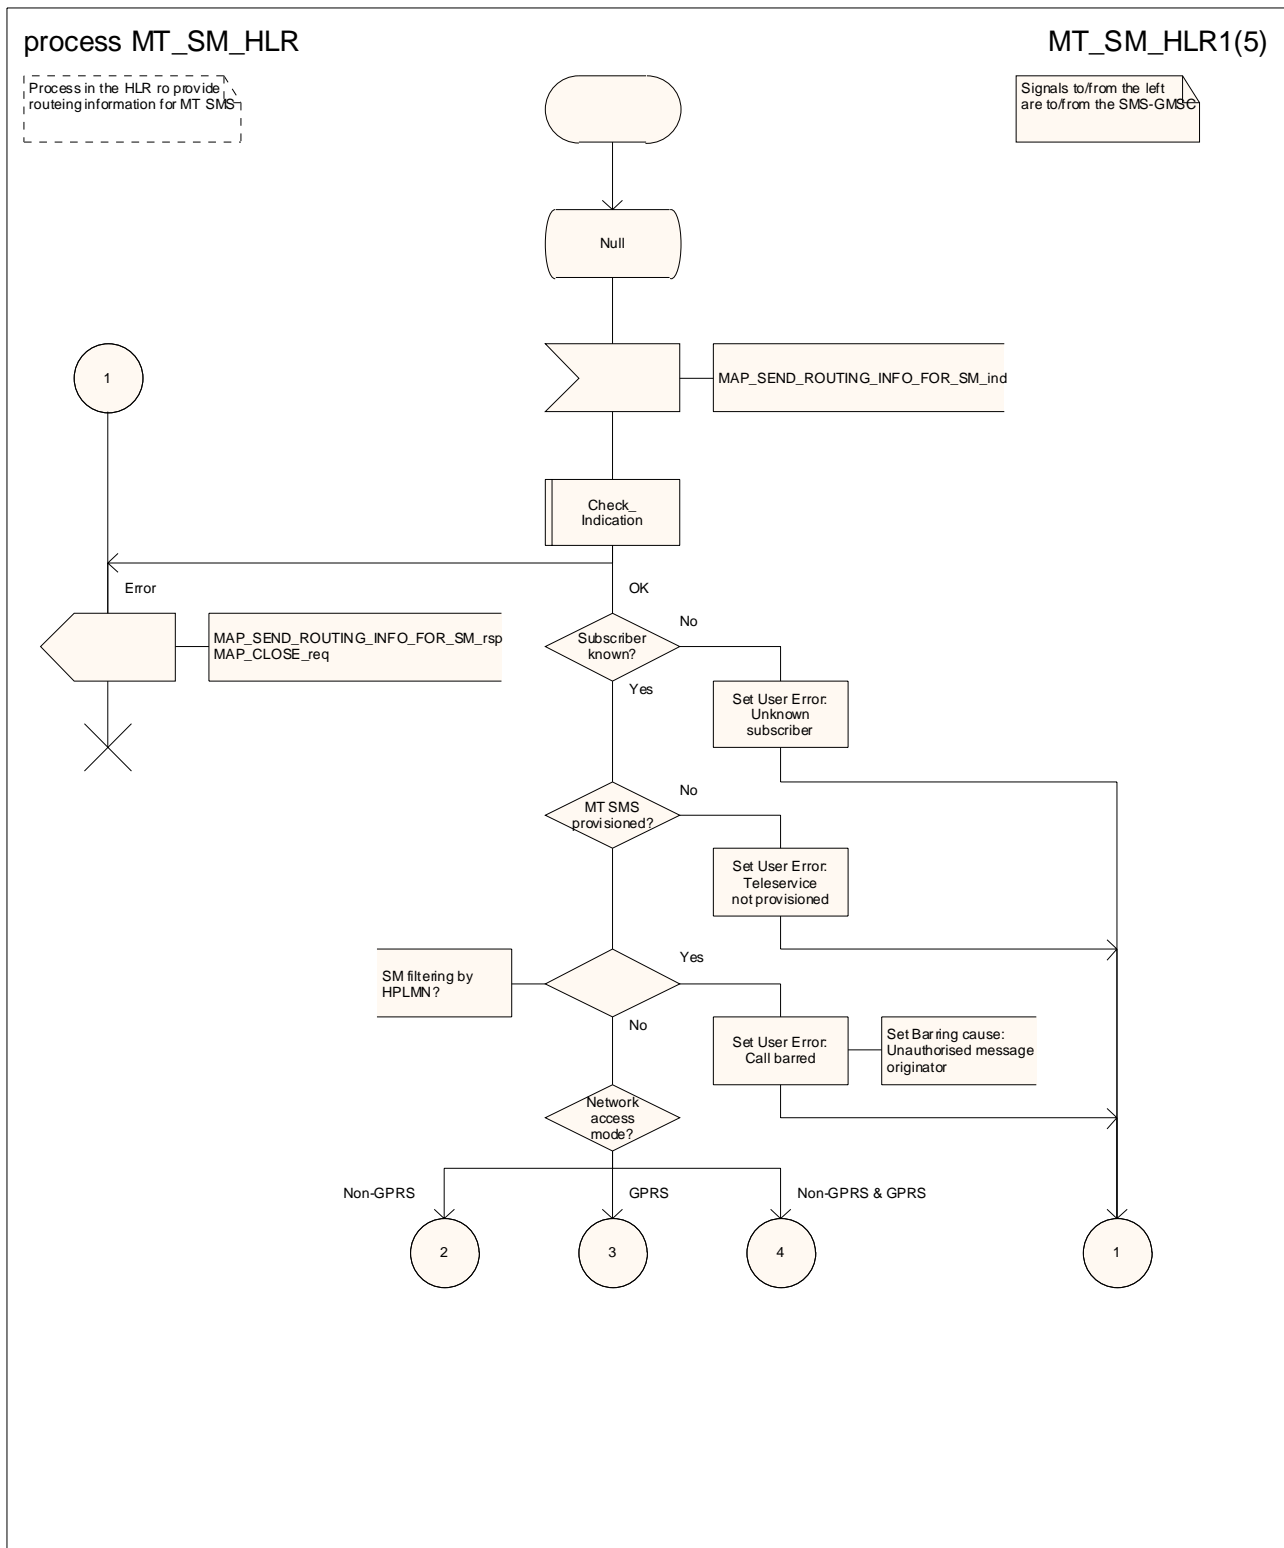 process MT_SM_HLR
MT_SM_HLR1(5)
Process in the HLR ro provide
routeing information for MT SMS
Signals to/from the left
are to/from the SMS-GMSC
Null
1
MAP_SEND_ROUTING_INFO_FOR_SM_ind
Check_
Indication
Error
OK
MAP_SEND_ROUTING_INFO_FOR_SM_rsp
MAP_CLOSE_req
Subscriber
known?
No
Yes
Set User Error:
Unknown
subscriber
MT SMS
provisioned?
No
Set User Error:
Teleservice
not provisioned
SM filtering by
HPLMN?
Yes
No
Set User Error:
Call barred
Set Barring cause:
Unauthorised message
originator
Network
access
mode?
Non-GPRS
GPRS
Non-GPRS & GPRS
2
3
4
1